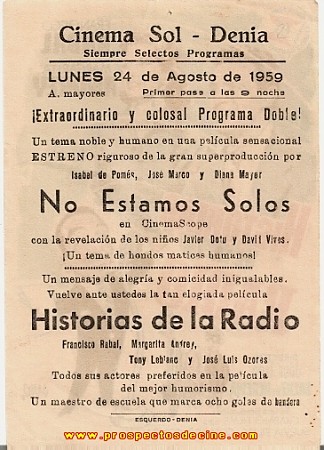 Cinema Sol - Denia
Siempre Selectos Programas
LUNES 24 de Agosto de 1959
A. mayores Primer pase a las 9 noche
¡Extraordinario y colosal Programa Doble!
Un tema noble y humano en una película sensacional
ESTRENO riguroso de la gran superproducción por
Isabel de Pomés, José Marco y Diana Mayer
No Estamos Solos
en CinemaScope
con la revelación de los niños Javier Dotu y David Vives.
¡Un tema de hondos matices humanos!
Un mensaje de alegría y comicidad inigualables.
Vuelve ante ustedes la tan elogiada película
Historias de la Radio
Francisco Rabal, Margarita Andrey,
Tony Leblanc y José Luis Ozores
Todos sus actores preferidos en la película
del mejor humorismo.
Un maestro de escuela que marca ocho goles de bandera
ESQUERDO-DENIA
www.prospectosdecine.com